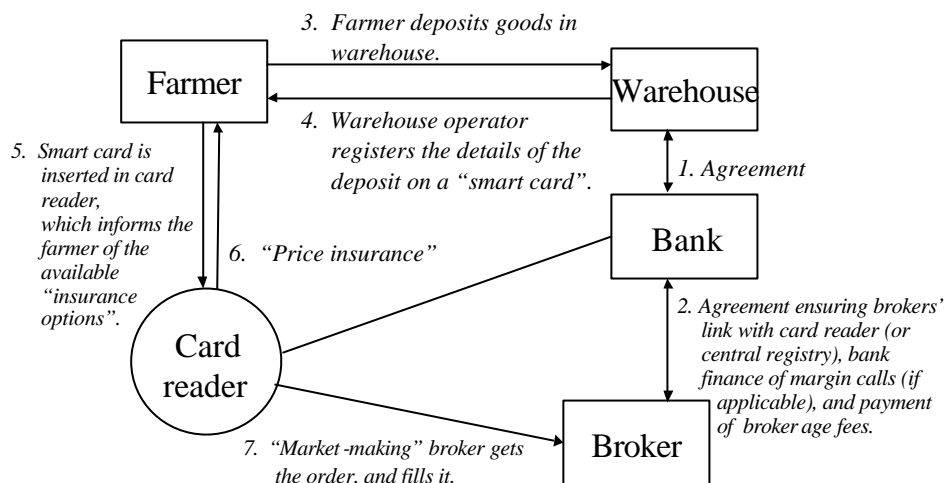 3. Farmer deposits goods in
warehouse.
Farmer
Warehouse
4. Warehouse operator
registers the details of the
deposit on a “smart card”.
5. Smart card is
inserted in card
reader,
which informs the
farmer of the
available
“insurance
options”.
1. Agreement
Bank
6. “Price insurance”
2. Agreement ensuring brokers’
link with card reader (or
central registry), bank
finance of margin calls (if
applicable), and payment
of broker age fees.
Card
reader
7. “Market -making” broker gets
the order, and fills it.
Broker